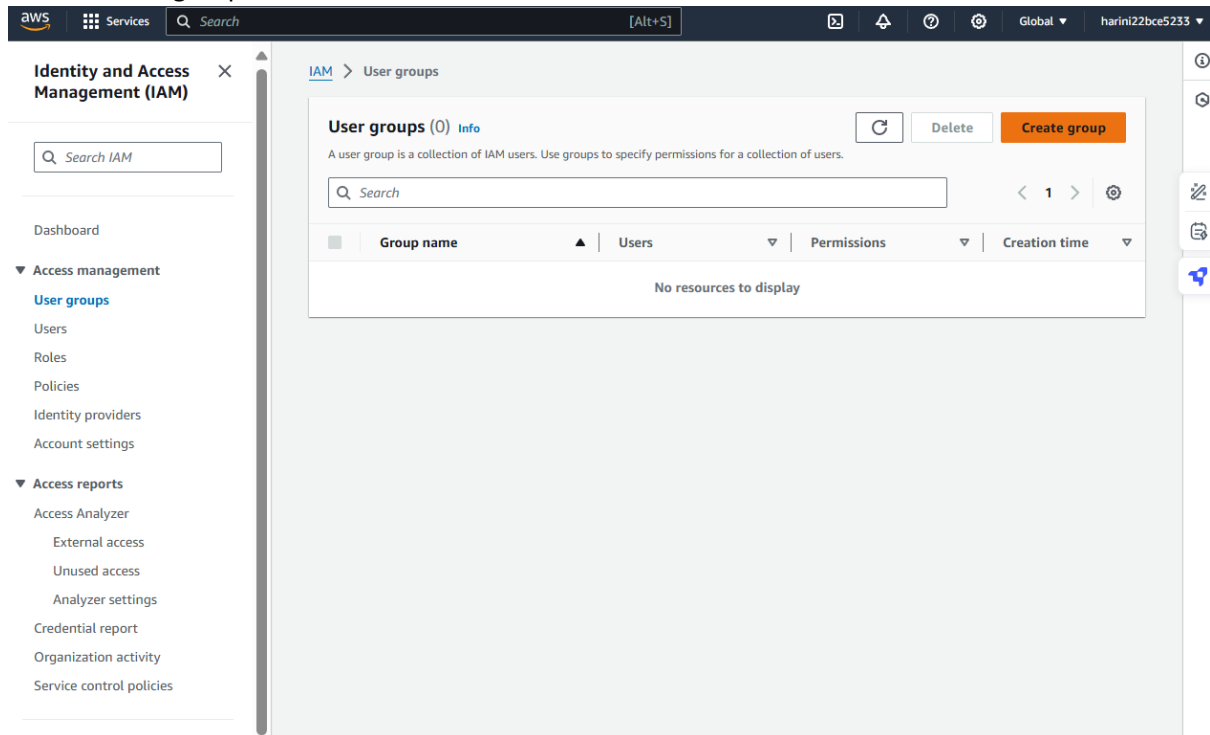 aws Services Search [Alt+S] Global harini22bce5233
Identity and Access
Management (IAM)
Search IAM
Dashboard
Access management
User groups
Users
Roles
Policies
Identity providers
Account settings
Access reports
Access Analyzer
External access
Unused access
Analyzer settings
Credential report
Organization activity
Service control policies
IAM > User groups
User groups (0) Info
Delete
Create group
A user group is a collection of IAM users. Use groups to specify permissions for a collection of users.
Search
< 1 >
Group name Users Permissions Creation time
No resources to display